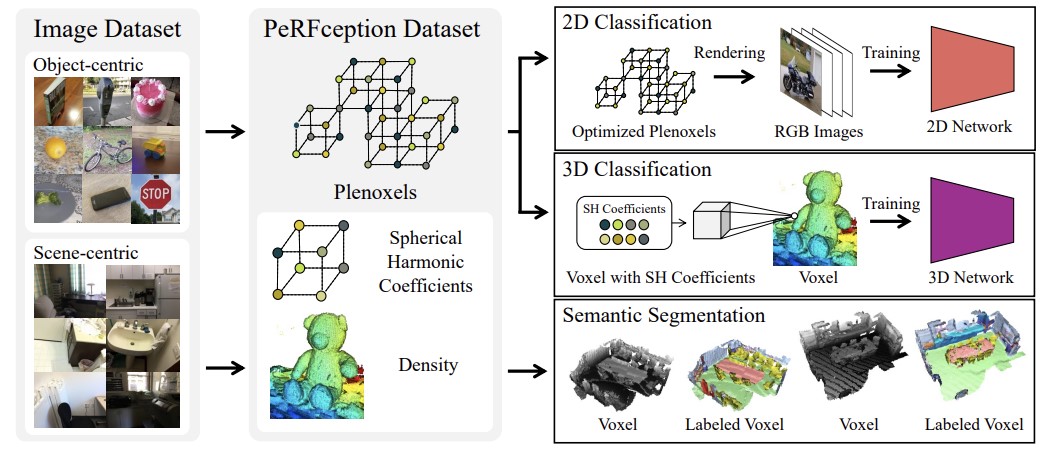 Image Dataset
Object-centric
STOP
Scene-centric
PeRFception Dataset
Plenoxels
Spherical
Harmonic
Coefficients
Density
2D Classification
Rendering
Training
Optimized Plenoxels
RGB Images
2D Network
3D Classification
SH Coefficients
Training
Voxel with SH Coefficients
Voxel
3D Network
Semantic Segmentation
Voxel
Labeled Voxel
Voxel
Labeled Voxel